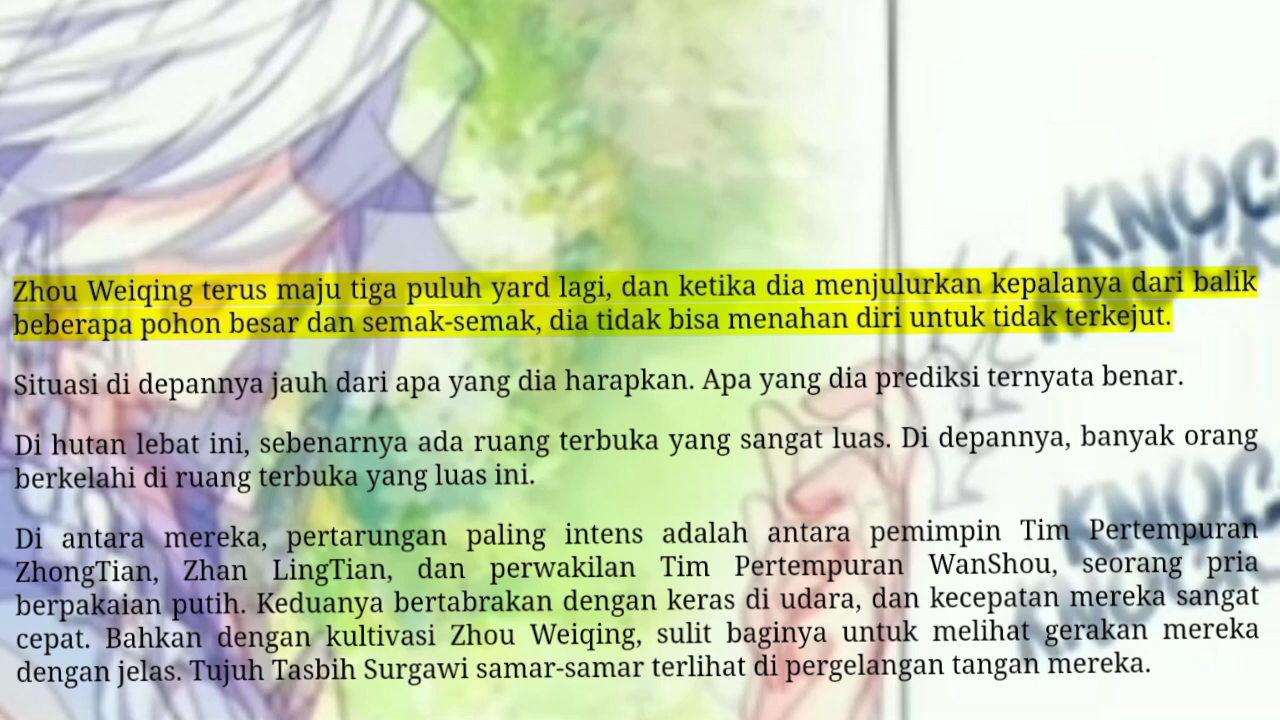 KNOC
Zhou Weiqing terus maju tiga puluh yard lagi, dan ketika dia menjulurkan kepalanya dari balik
beberapa pohon besar dan semak-semak, dia tidak bisa menahan diri untuk tidak terkejut.
Situasi di depannya jauh dari apa yang dia harapkan. Apa yang dia prediksi ternyata benar.
Di hutan lebat ini, sebenarnya ada ruang terbuka yang sangat luas. Di depannya, banyak orang
berkelahi di ruang terbuka yang luas ini.
KNOC
Di antara mereka, pertarungan paling intens adalah antara pemimpin Tim Pertempuran
ZhongTian, Zhan LingTian, dan perwakilan Tim Pertempuran WanShou, seorang pria
berpakaian putih. Keduanya bertabrakan dengan keras di udara, dan kecepatan mereka sangat
cepat. Bahkan dengan kultivasi Zhou Weiqing, sulit baginya untuk melihat gerakan mereka
dengan jelas. Tujuh Tasbih Surgawi samar-samar terlihat di pergelangan tangan mereka.